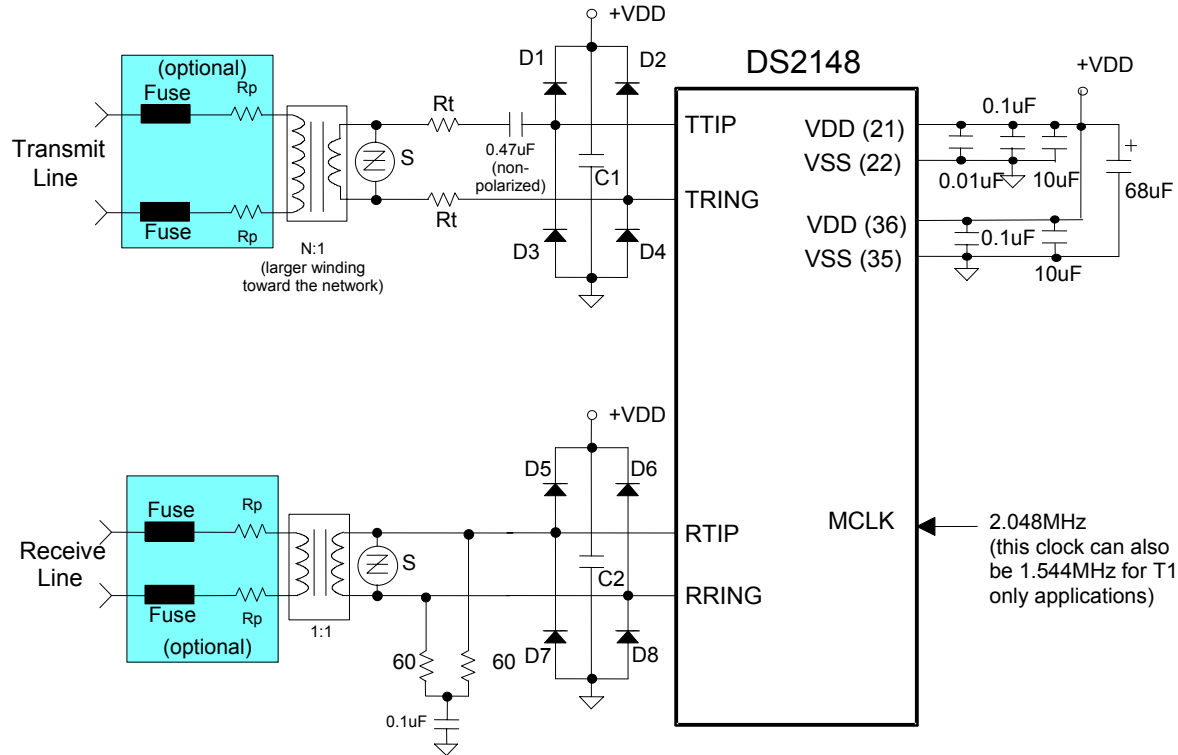 +VDD
(optional)
Fuse
Rp
D1
D2
DS2148
+VDD
Rt
0.1uF
Transmit
Line
S
0.47uF
(non-
polarized)
C1
TTIP
VDD (21)
+
VSS (22)
0.01uF
10uF
68uF
TRING
Fuse
Rp
Rt
D3
D4
VDD (36)
0.1uF
VSS (35)
10uF
N:1
(larger winding
toward the network)
+VDD
D5
D6
Fuse
Rp
Receive
Line
S
C2
RTIP
MCLK
2.048MHz
(this clock can also
be 1.544MHz for T1
only applications)
RRING
Fuse
Rp
(optional)
1:1
60
60
D7
D8
0.1uF